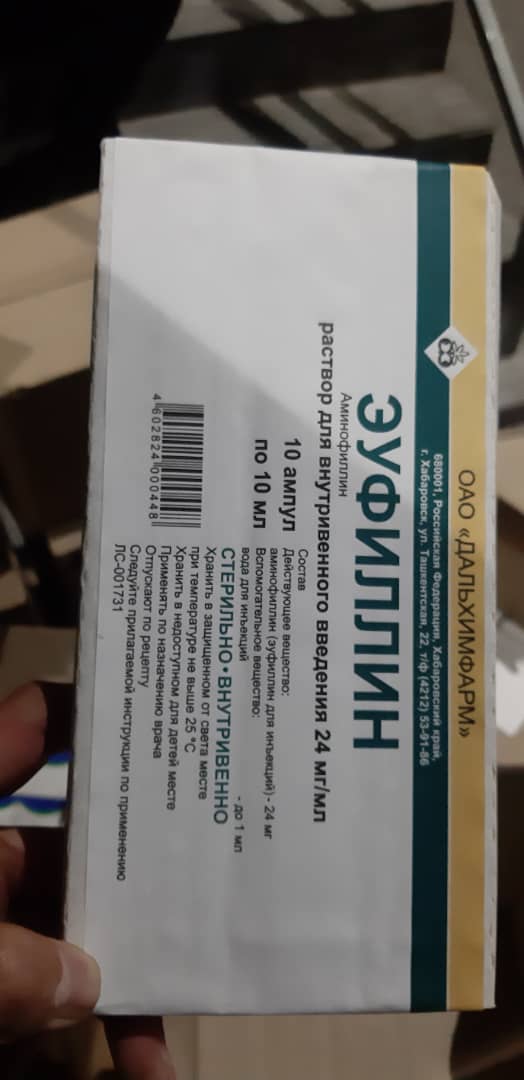 ОАО «ДАЛЬХИМФАРМ»
680001, Российская Федерация, Хабаровский край,
г. Хабаровск, ул. Ташкентская, 22, т/ф (4212) 53-91-86
ЭУФИЛЛИН
Аминофиллин
раствор для внутривенного введения 24 мг/мл
10 ампул
по 10 мл
Состав
Действующее вещество:
аминофиллин (эуфиллин для инъекций) - 24 мг
Вспомогательное вещество:
вода для инъекций - до 1 мл
СТЕРИЛЬНО•ВНУТРИВЕННО
Хранить в защищенном от света месте
при температуре не выше 25 °С
Хранить в недоступном для детей месте
Применять по назначению врача
Отпускают по рецепту
Следуйте прилагаемой инструкции по применению
ЛС-001731
4 602824 000448